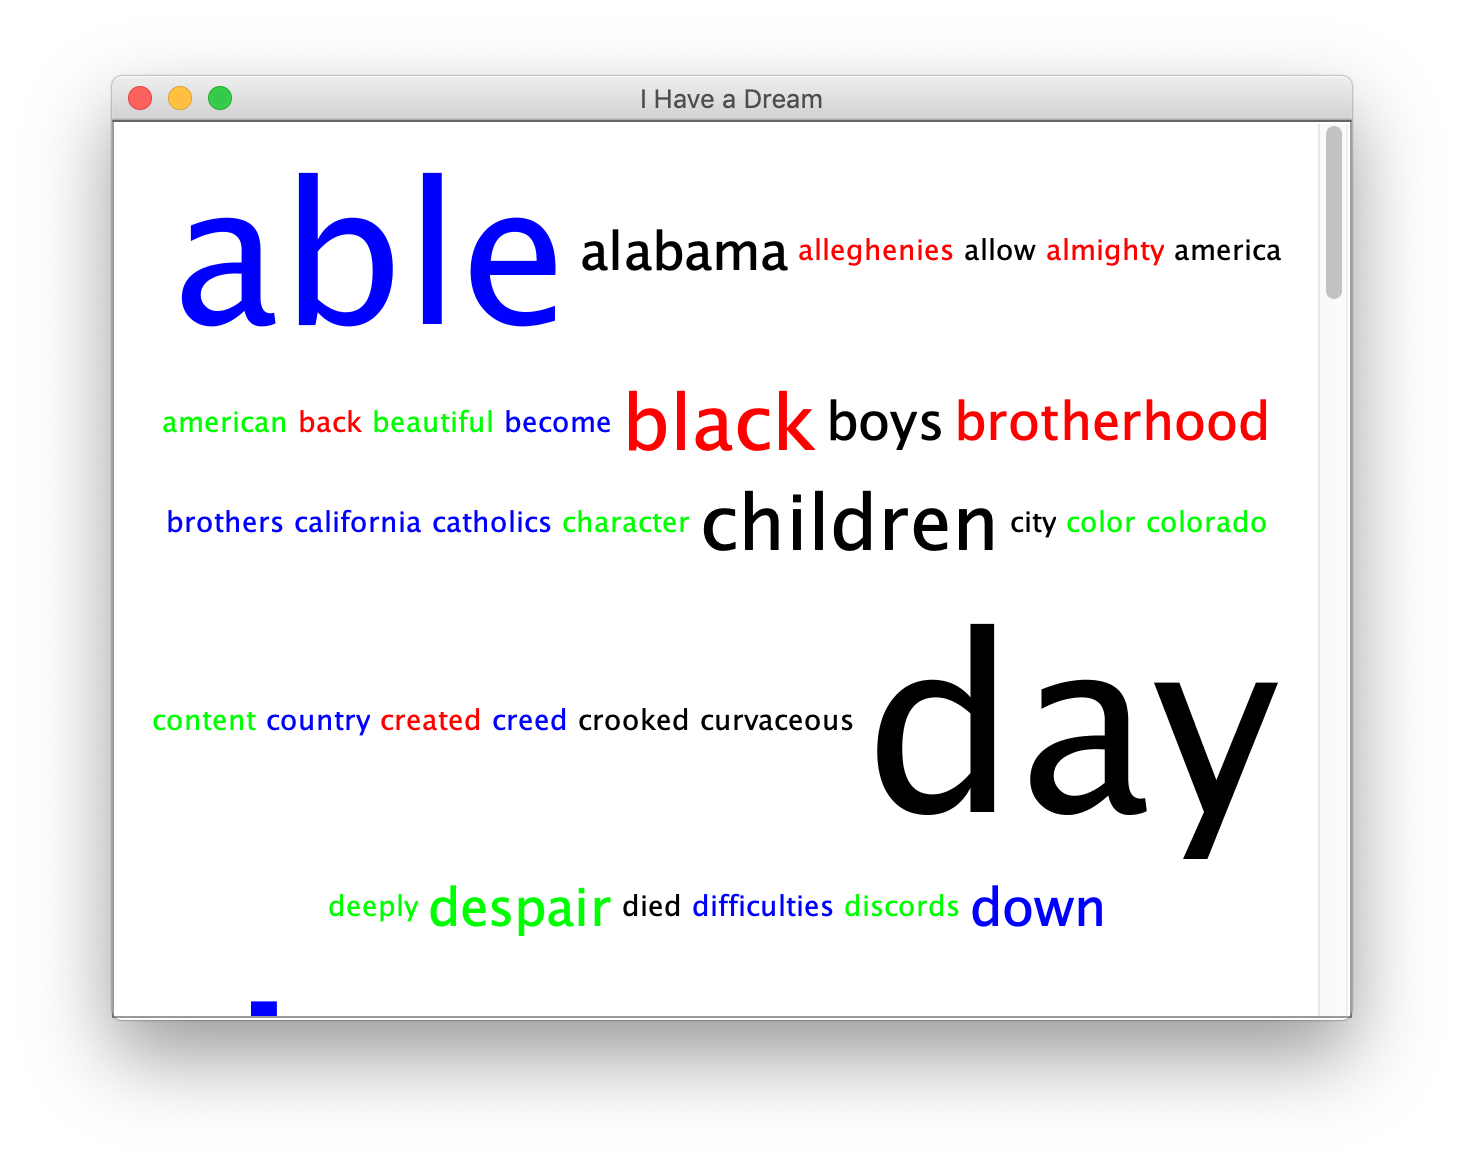 I Have a Dream
able alabama alleghenies allow almighty america
american back beautiful become black boys brotherhood
brothers california catholics character children city color colorado
content country created creed crooked curvaceous day
deeply despair died difficulties discords down